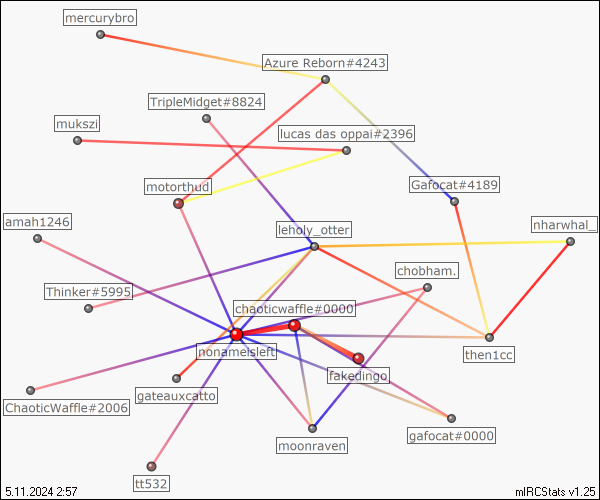 mercurybro
Azure Reborn#4243
TripleMidget#8824
mukszi
lucas das oppai#2396
motorthud
Gafocat#4189
amah1246
leholy_otter
nharwhal_
chobham.
Thinker#5995
chaoticwaffle#0000
nonameisleft
then1cc
fakedingo
gateauxcatto
ChaoticWaffle#2006
gafocat#0000
moonraven
tt532
5.11.2024 2:57
mIRCStats v1.25